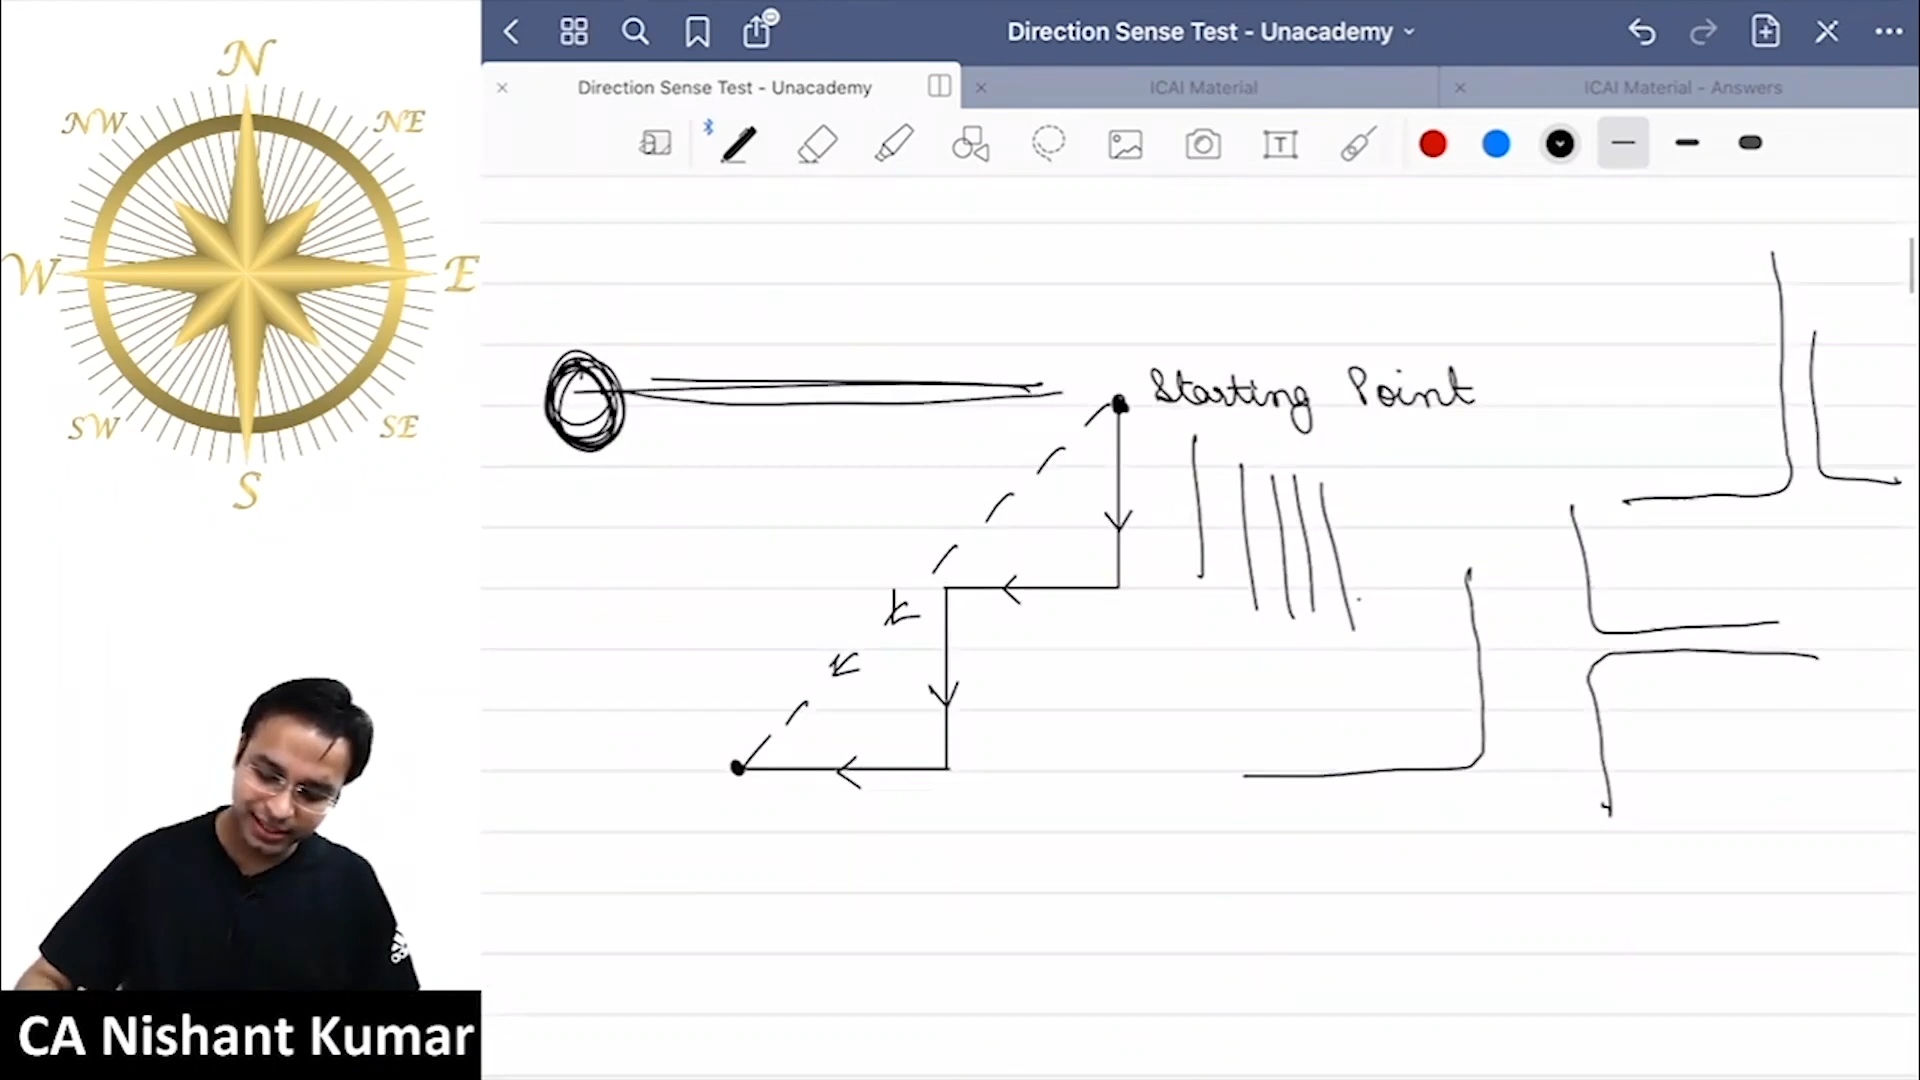 N
NW
NE
W
E
SW
SE
S
CA Nishant Kumar
Direction Sense Test - Unacademy
Direction Sense Test - Unacademy
ICAI Material
ICAI Material - Answers
a
T
Starting Point